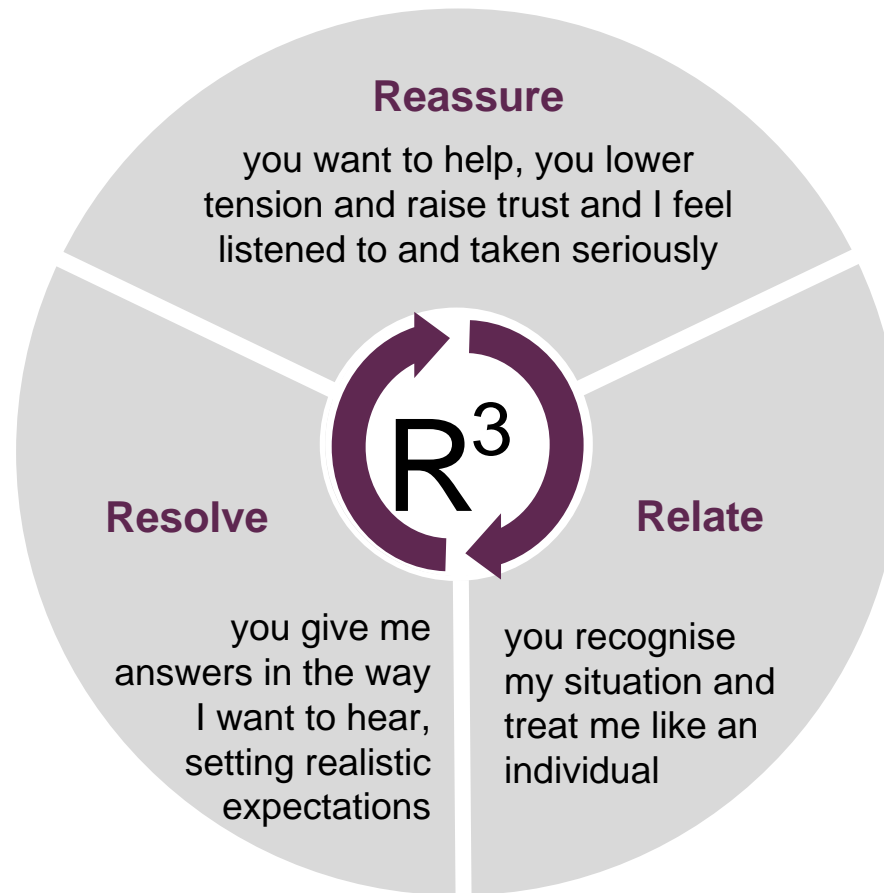 Reassure
you want to help, you lower
tension and raise trust and I feel
listened to and taken seriously
R³
Relate
you recognise
my situation and
treat me like an
individual
Resolve
you give me
answers in the way
I want to hear,
setting realistic
expectations